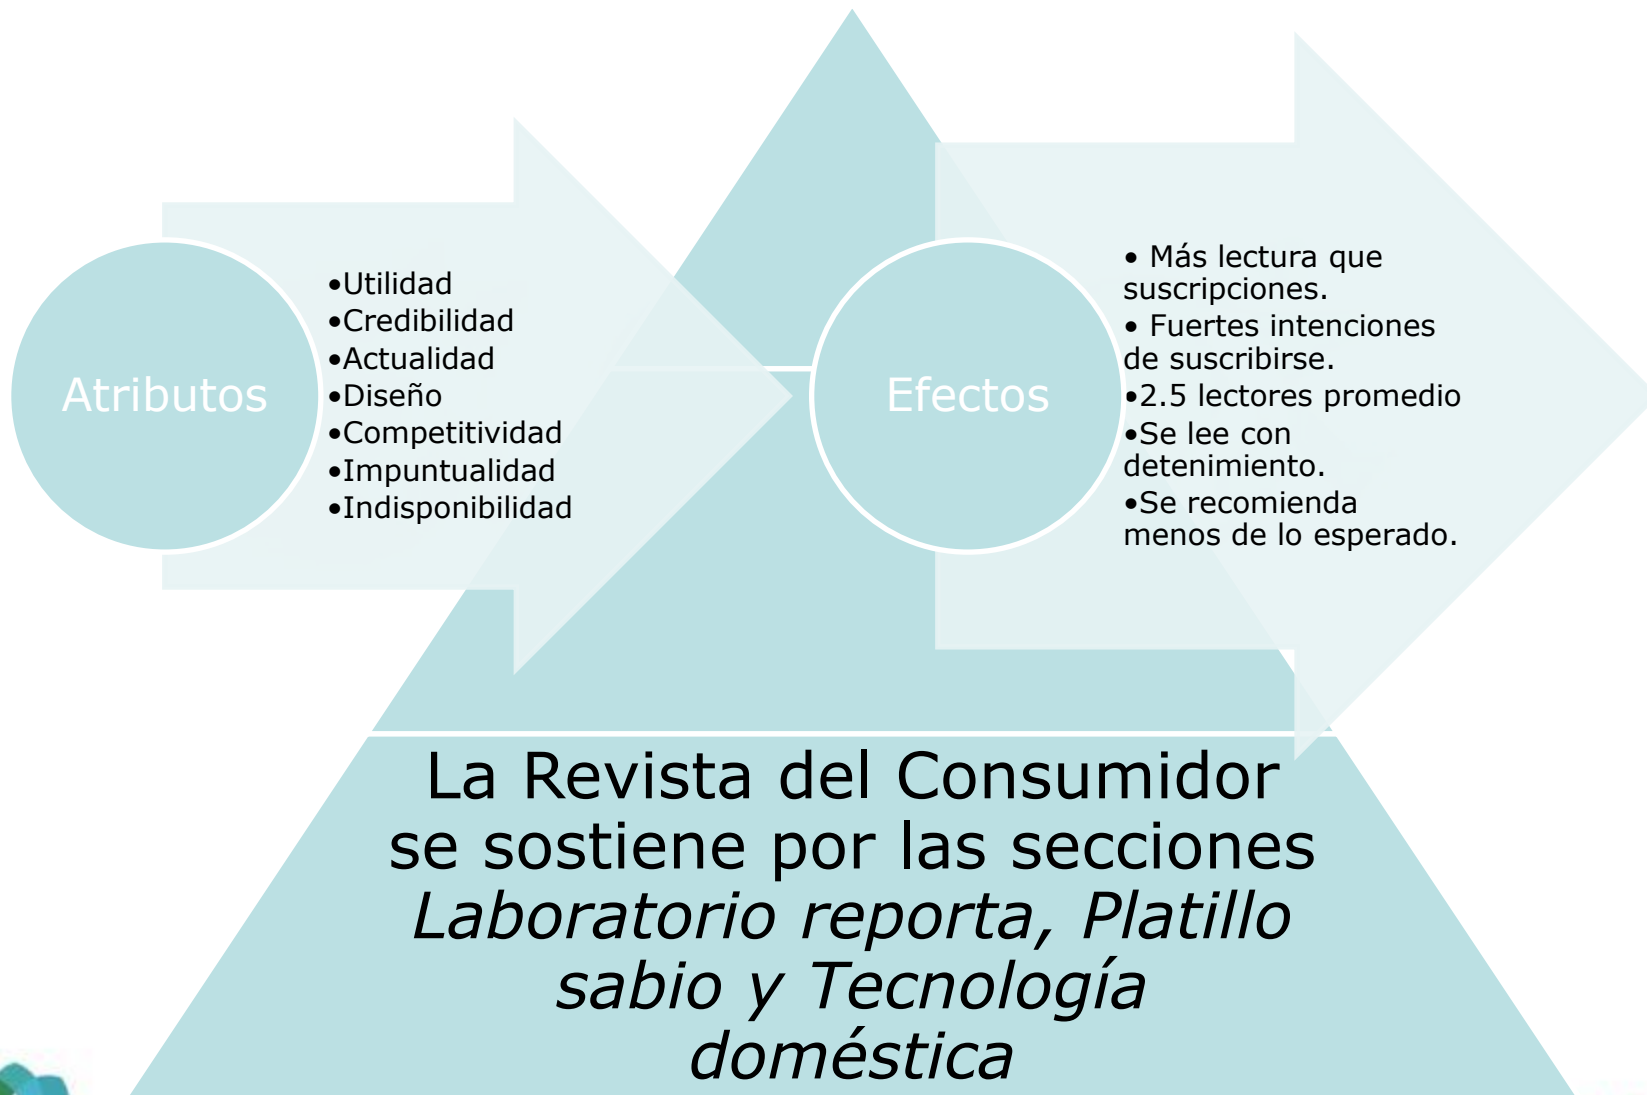 Atributos
•Utilidad
•Credibilidad
•Actualidad
•Diseño
•Competitividad
•Impuntualidad
•Indisponibilidad
Efectos
• Más lectura que
suscripciones.
• Fuertes intenciones
de suscribirse.
•2.5 lectores promedio
•Se lee con
detenimiento.
•Se recomienda
menos de lo esperado.
La Revista del Consumidor
se sostiene por las secciones
Laboratorio reporta, Platillo
sabio y Tecnología
doméstica